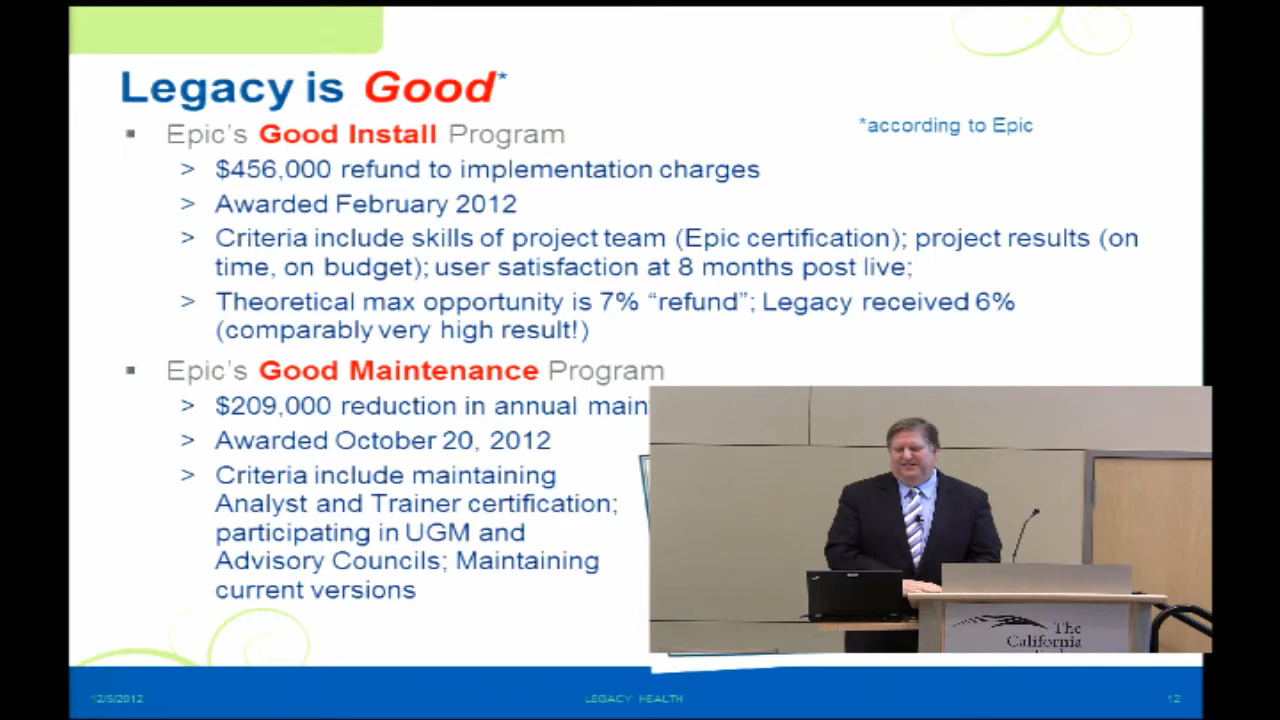 Legacy is Good*
*according to Epic
▪ Epic's Good Install Program
> $456,000 refund to implementation charges
> Awarded February 2012
> Criteria include skills of project team (Epic certification); project results (on
time, on budget); user satisfaction at 8 months post live;
> Theoretical max opportunity is 7% “refund”; Legacy received 6%
(comparably very high result!)
▪ Epic's Good Maintenance Program
> $209,000 reduction in annual main
> Awarded October 20, 2012
> Criteria include maintaining
Analyst and Trainer certification;
participating in UGM and
Advisory Councils; Maintaining
current versions
The
California
12/5/2012
LEGACY HEALTH
12